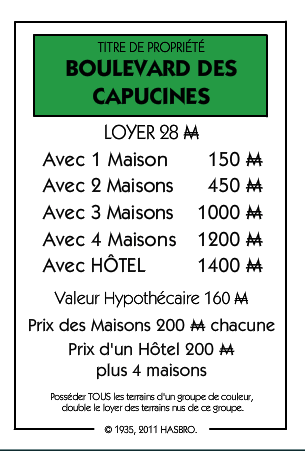 TITRE DE PROPRIÉTÉ
BOULEVARD DES
CAPUCINES
LOYER 28 ₩
Avec 1 Maison 150 ₩
Avec 2 Maisons 450 ₩
Avec 3 Maisons 1000 ₩
Avec 4 Maisons 1200 ₩
Avec HÔTEL 1400 ₩
Valeur Hypothécaire 160 ₩
Prix des Maisons 200 ₩ chacune
Prix d'un Hôtel 200 ₩
plus 4 maisons
Posséder TOUS les terrains d'un groupe de couleur,
double le loyer des terrains nus de ce groupe.
© 1935, 2011 HASBRO.